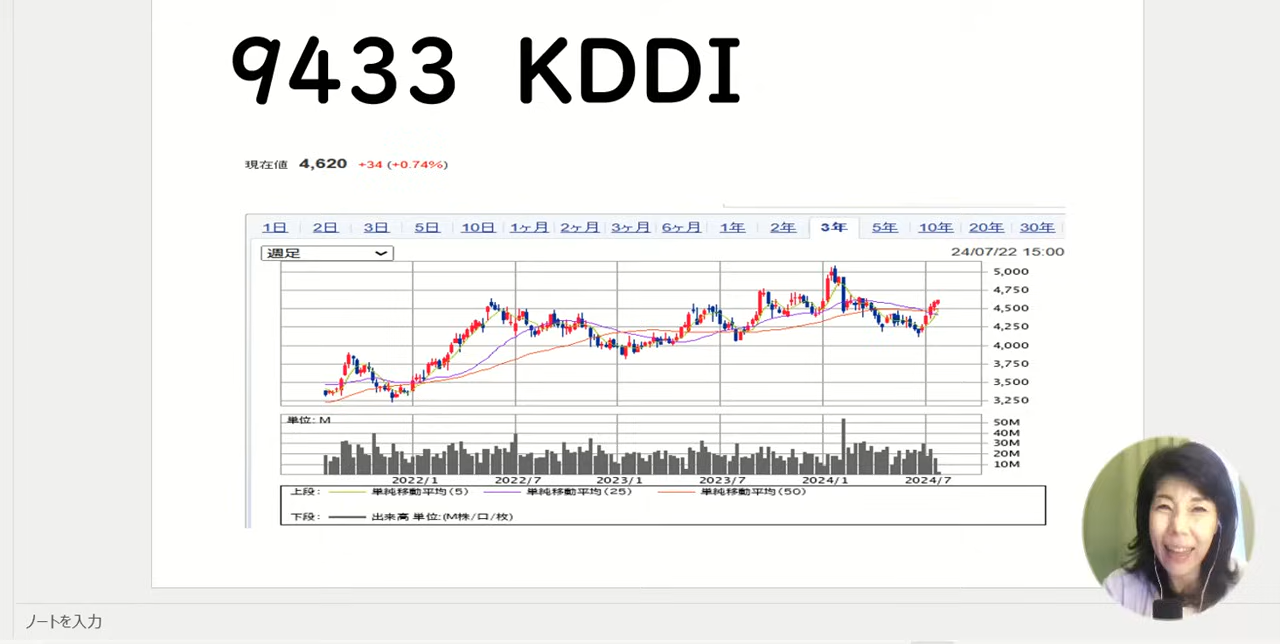 9433 KDDI
現在値 4,620 +34 (+0.74%)
1日 2日 3日 5日 10日 1ヶ月 2ヶ月 3ヶ月 6ヶ月 1年 2年 3年 5年 10年 20年 30年
週足
24/07/22 15:00
5,000
4,750
4,500
4,250
4,000
3,750
3,500
3,250
単位: M
50M
40M
30M
20M
10M
2022/1 2022/7 2023/1 2023/7 2024/1 2024/7
上段: 単純移動平均(5) 単純移動平均(25) 単純移動平均(50)
下段: 出来高 単位:(M株/口/枚)
ノートを入力